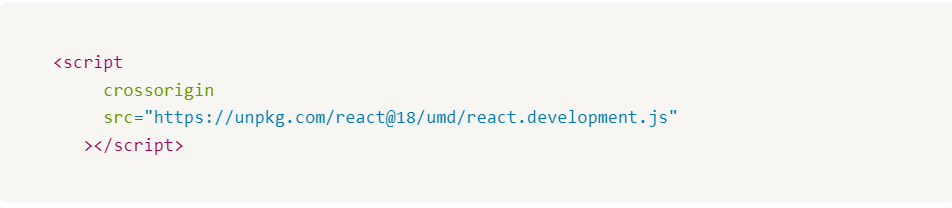 <script
crossorigin
src="https://unpkg.com/react@18/umd/react.development.js"
></script>